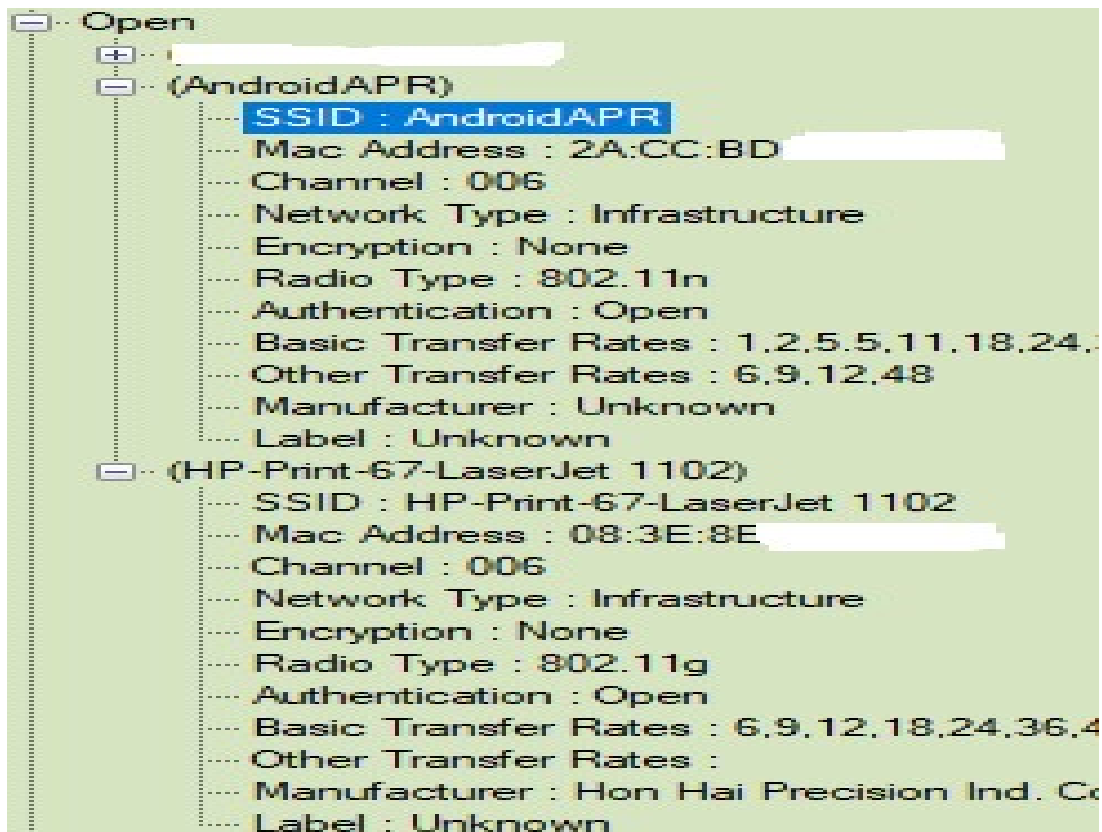 Open
(AndroidAPR)
SSID : AndroidAPR
Mac Address : 2A:CC:BD
Channel : 006
Network Type : Infrastructure
Encryption : None
Radio Type : 802.11n
Authentication : Open
Basic Transfer Rates : 1,2,5.5,11,18,24,
Other Transfer Rates : 6,9,12,48
Manufacturer : Unknown
Label : Unknown
(HP-Print-67-LaserJet 1102)
SSID : HP-Print-67-LaserJet 1102
Mac Address : 08:3E:8E
Channel : 006
Network Type : Infrastructure
Encryption : None
Radio Type : 802.11g
Authentication : Open
Basic Transfer Rates : 6,9,12,18,24,36,4
Other Transfer Rates :
Manufacturer : Hon Hai Precision Ind. Co
Label : Unknown